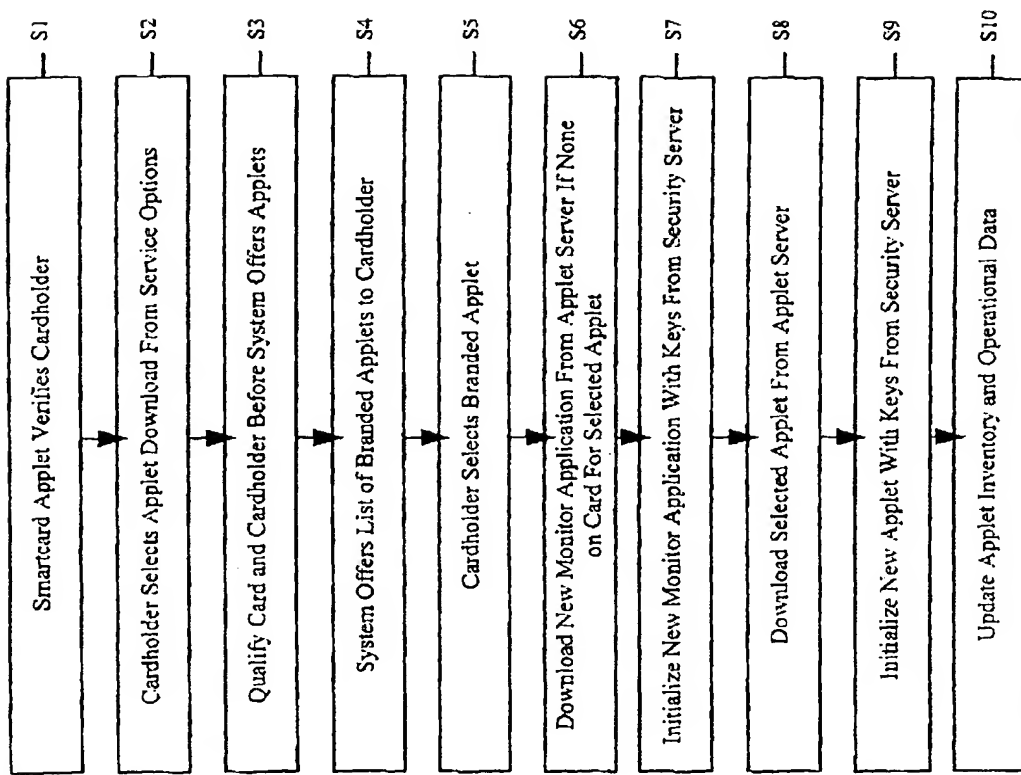 Smartcard Applet Verifies Cardholder
S1
Cardholder Selects Applet Download From Service Options
S2
Qualify Card and Cardholder Before System Offers Applets
S3
System Offers List of Branded Applets to Cardholder
S4
Cardholder Selects Branded Applet
S5
Download New Monitor Application From Applet Server If None
on Card For Selected Applet
S6
Initialize New Monitor Application With Keys From Security Server
S7
Download Selected Applet From Applet Server
S8
Initialize New Applet With Keys From Security Server
S9
Update Applet Inventory and Operational Data
S10